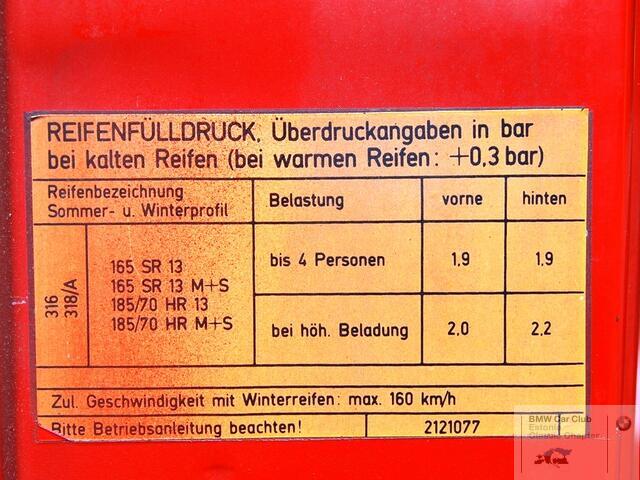 REIFENFÜLLDRUCK, Überdruckangaben in bar
bei kalten Reifen (bei warmen Reifen: +0,3 bar)
Reifenbezeichnung
Sommer- u. Winterprofil
Belastung
vorne
hinten
316
318/A
165 SR 13
165 SR 13 M+S
185/70 HR 13
185/70 HR M+S
bis 4 Personen
1.9
1.9
bei höh. Beladung
2.0
2.2
Zul. Geschwindigkeit mit Winterreifen: max. 160 km/h
Bitte Betriebsanleitung beachten!
2121077
BMW Car Club
Estonia
Classic Chapter